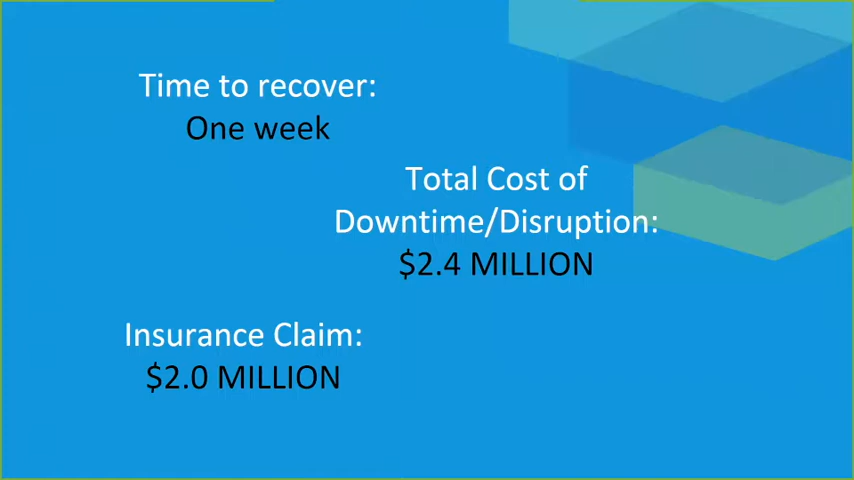 Time to recover:
One week
Total Cost of
Downtime/Disruption:
$2.4 MILLION
Insurance Claim:
$2.0 MILLION